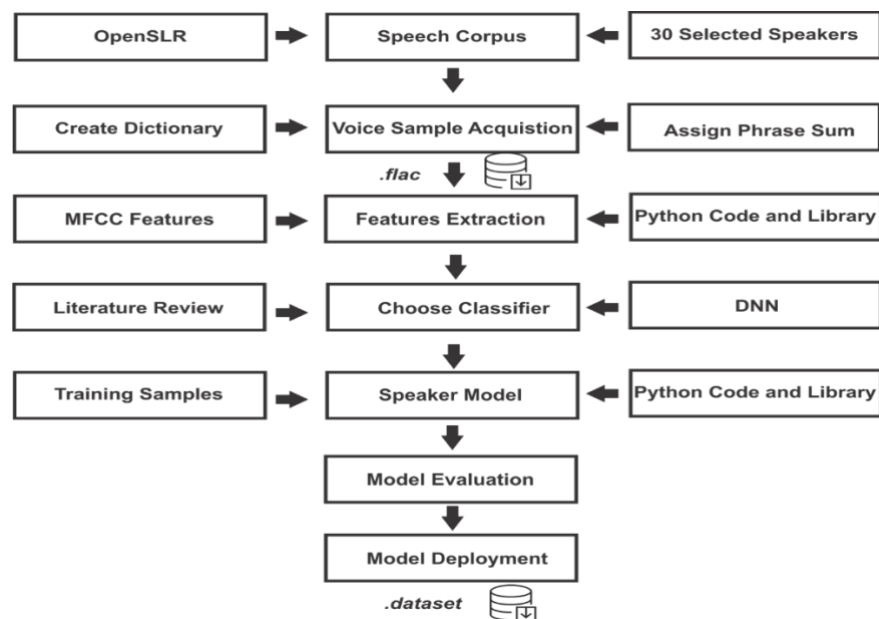 OpenSLR
Speech Corpus
30 Selected Speakers
Create Dictionary
Voice Sample Acquistion
Assign Phrase Sum
.flac
MFCC Features
Features Extraction
Python Code and Library
Literature Review
Choose Classifier
DNN
Training Samples
Speaker Model
Python Code and Library
Model Evaluation
Model Deployment
.dataset